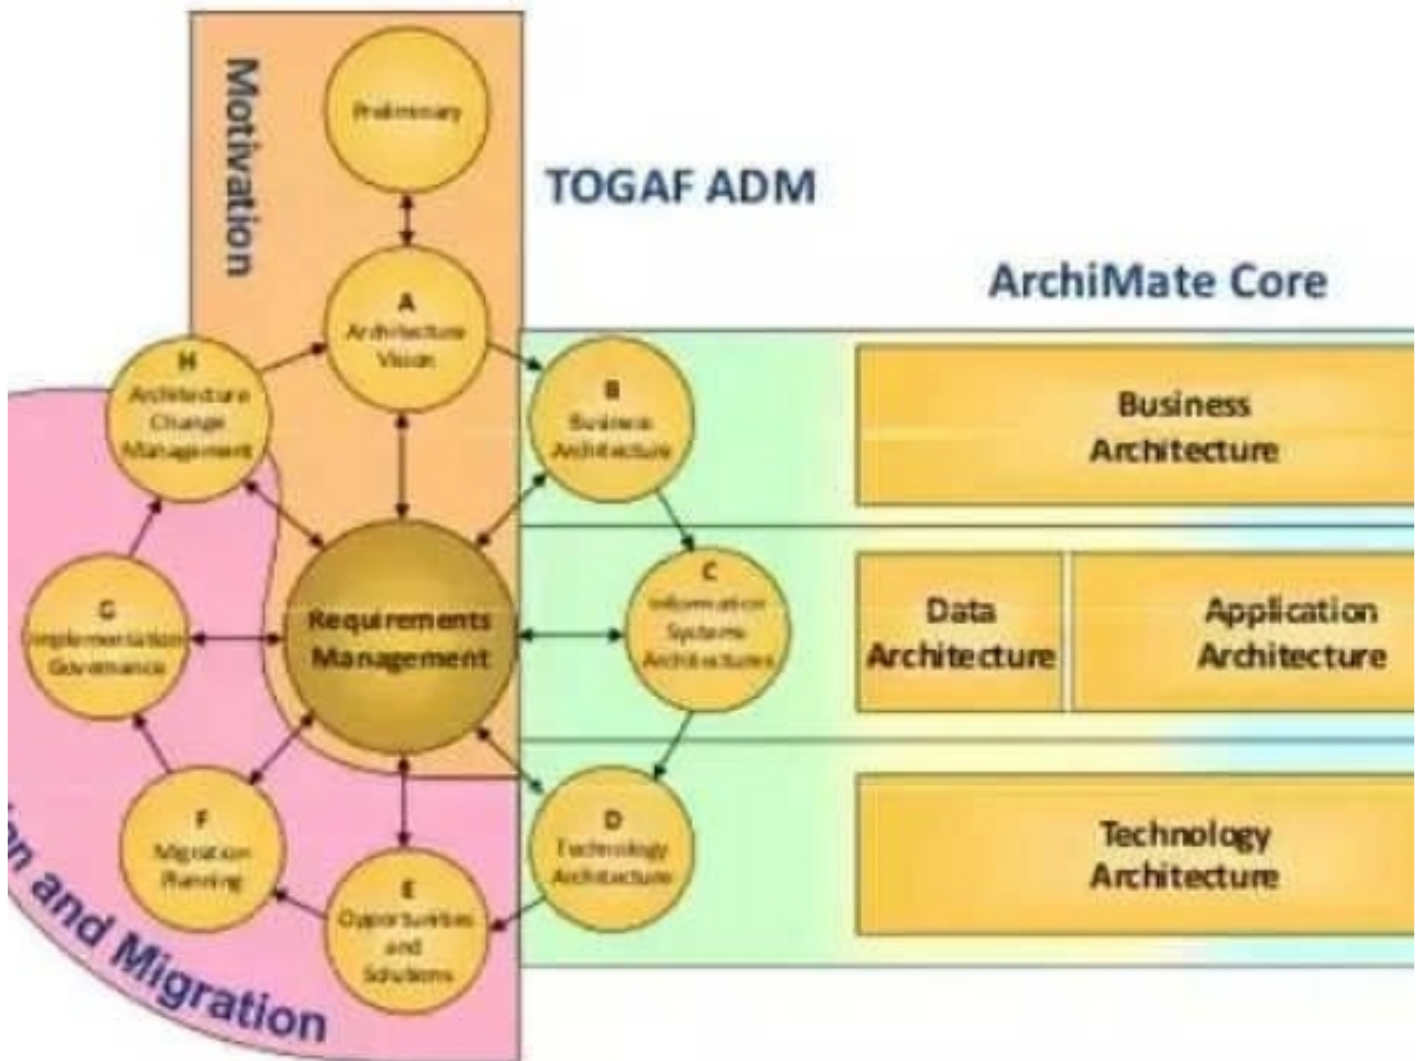 Motivation
Preliminary
TOGAF ADM
ArchiMate Core
A
Architecture
Vision
H
Architecture
Change
Management
B
Business
Architecture
Business
Architecture
G
Implementation
Governance
Requirements
Management
C
Information
Systems
Architectures
Data
Architecture
Application
Architecture
F
Migration
Planning
E
Opportunities
and
Solutions
D
Technology
Architecture
Technology
Architecture
and Migration